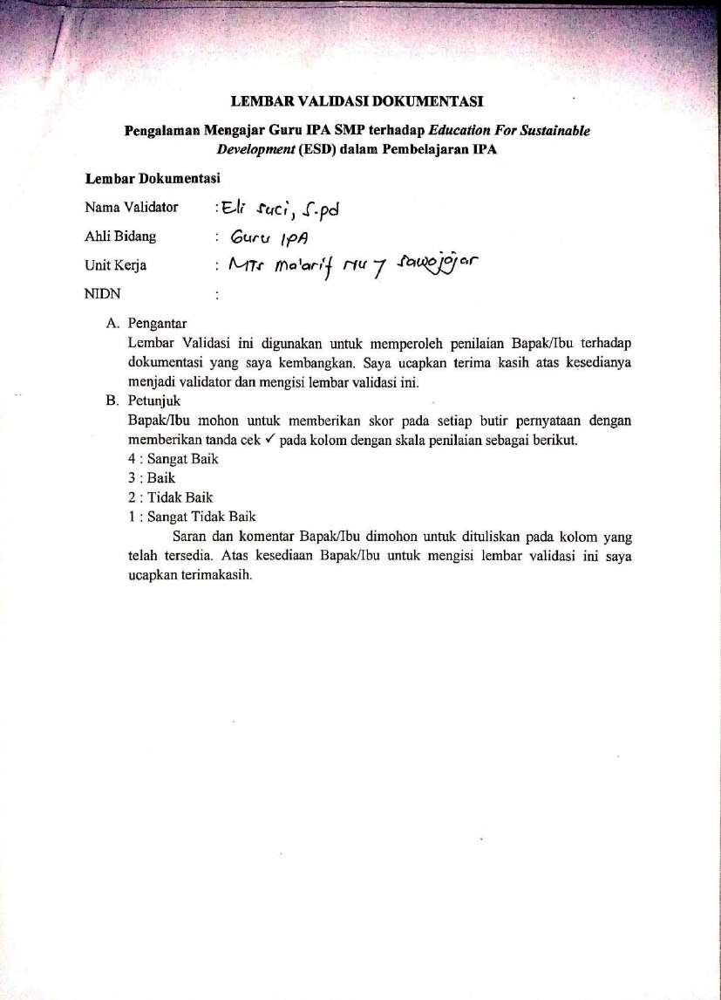 LEMBAR VALIDASI DOKUMENTASI
Pengalaman Mengajar Guru IPA SMP terhadap Education For Sustainable
Development (ESD) dalam Pembelajaran IPA
Lembar Dokumentasi
Nama Validator : Eli Suci, S.pd
Ahli Bidang : Guru IPA
Unit Kerja : MTs Ma'arif NU 7 Sawojojar
NIDN :
A. Pengantar
Lembar Validasi ini digunakan untuk memperoleh penilaian Bapak/Ibu terhadap
dokumentasi yang saya kembangkan. Saya ucapkan terima kasih atas kesedianya
menjadi validator dan mengisi lembar validasi ini.
B. Petunjuk
Bapak/Ibu mohon untuk memberikan skor pada setiap butir pernyataan dengan
memberikan tanda cek ✓ pada kolom dengan skala penilaian sebagai berikut.
4 : Sangat Baik
3 : Baik
2 : Tidak Baik
1 : Sangat Tidak Baik
Saran dan komentar Bapak/Ibu dimohon untuk dituliskan pada kolom yang
telah tersedia. Atas kesediaan Bapak/Ibu untuk mengisi lembar validasi ini saya
ucapkan terimakasih.